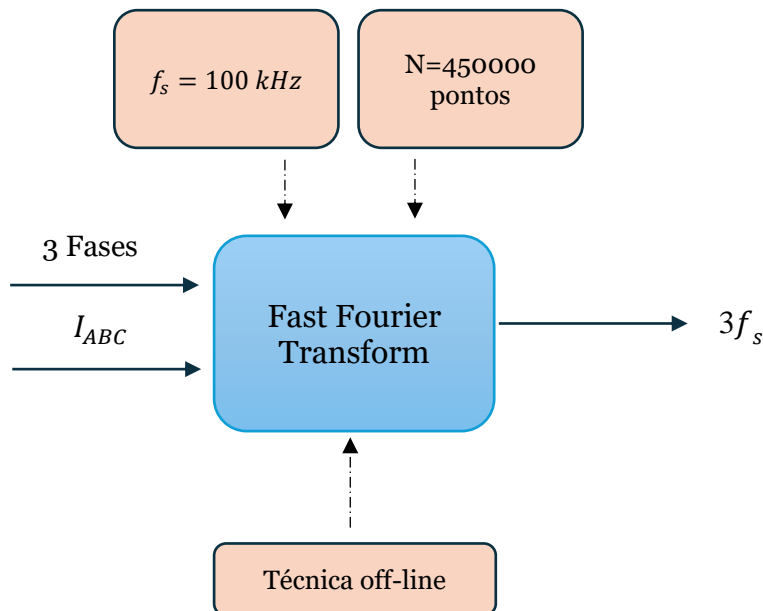 f_s = 100 kHz
N=450000
pontos
3 Fases
I_ABC
Fast Fourier
Transform
3f_s
Técnica off-line